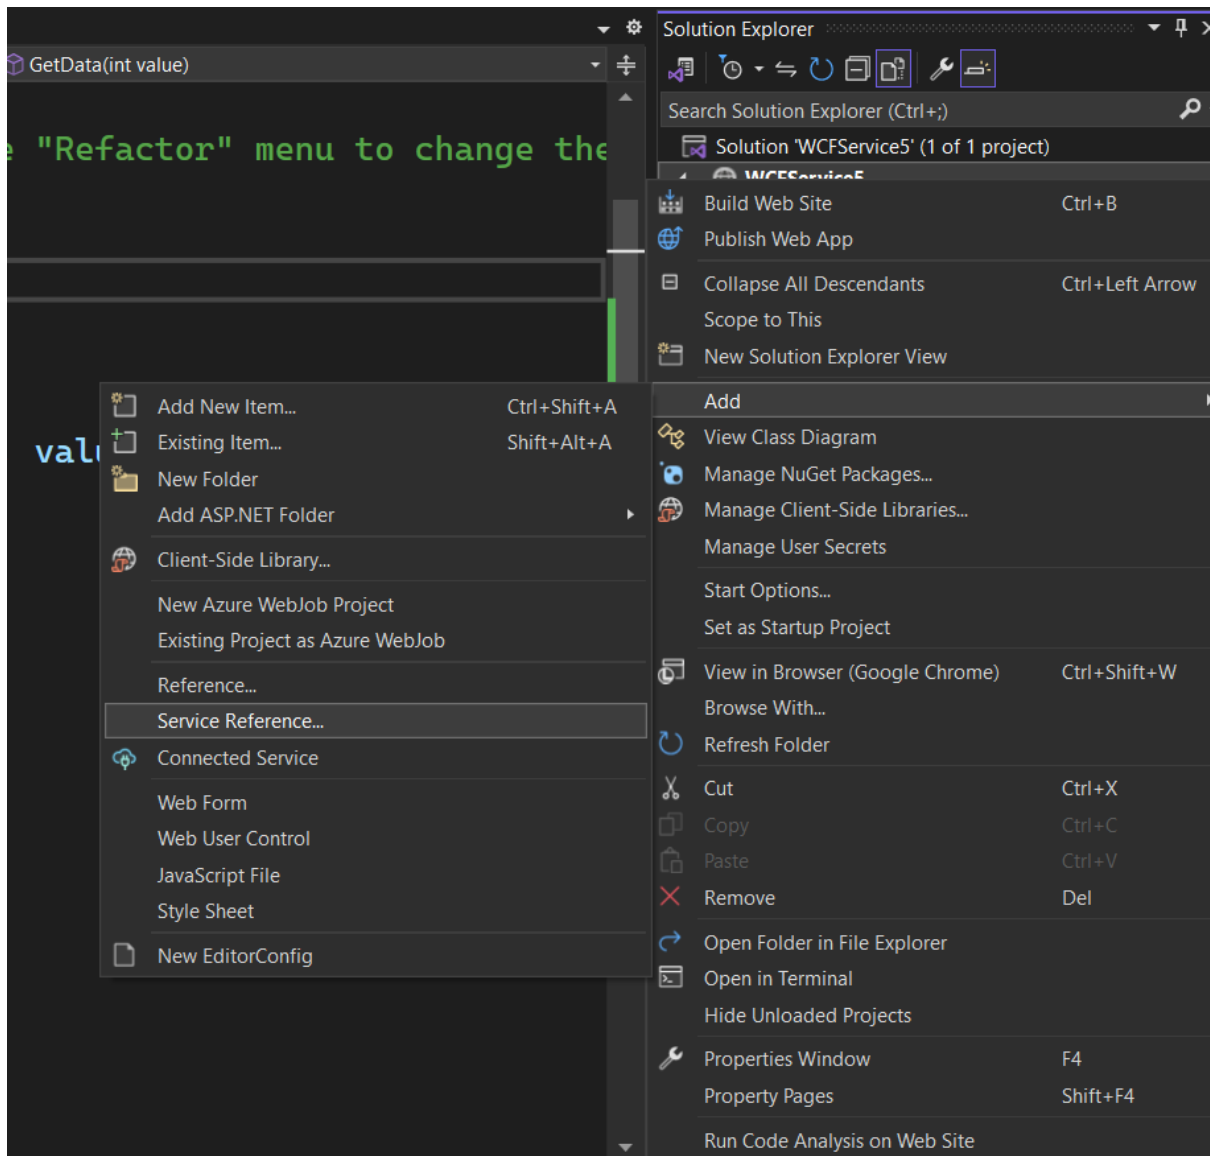 GetData(int value)
"Refactor" menu to change the
valu
Solution Explorer
Search Solution Explorer (Ctrl+;)
Solution 'WCFService5' (1 of 1 project)
WCFService5
Build Web Site Ctrl+B
Publish Web App
Collapse All Descendants Ctrl+Left Arrow
Scope to This
New Solution Explorer View
Add
View Class Diagram
Manage NuGet Packages...
Manage Client-Side Libraries...
Manage User Secrets
Start Options...
Set as Startup Project
View in Browser (Google Chrome) Ctrl+Shift+W
Browse With...
Refresh Folder
Cut Ctrl+X
Copy Ctrl+C
Paste Ctrl+V
Remove Del
Open Folder in File Explorer
Open in Terminal
Hide Unloaded Projects
Properties Window F4
Property Pages Shift+F4
Run Code Analysis on Web Site
Add New Item... Ctrl+Shift+A
Existing Item... Shift+Alt+A
New Folder
Add ASP.NET Folder
Client-Side Library...
New Azure WebJob Project
Existing Project as Azure WebJob
Reference...
Service Reference...
Connected Service
Web Form
Web User Control
JavaScript File
Style Sheet
New EditorConfig